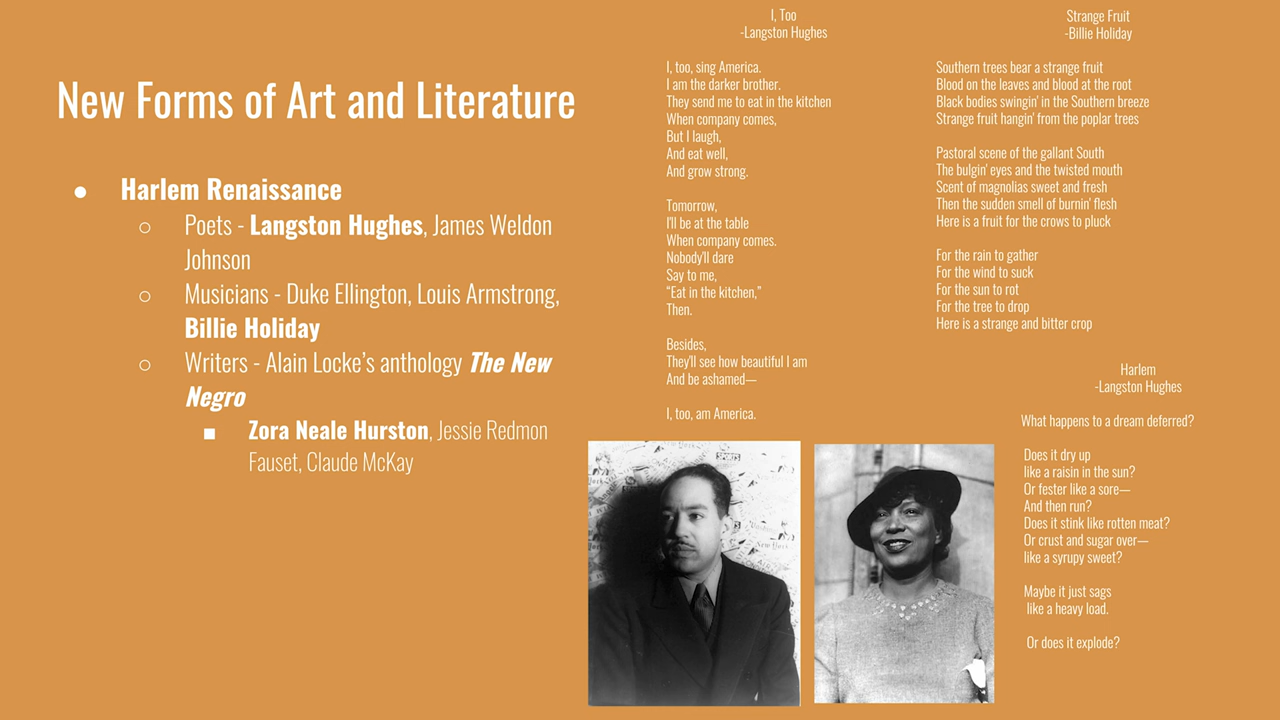 New Forms of Art and Literature
● Harlem Renaissance
○ Poets - Langston Hughes, James Weldon
Johnson
○ Musicians - Duke Ellington, Louis Armstrong,
Billie Holiday
○ Writers - Alain Locke’s anthology The New
Negro
■ Zora Neale Hurston, Jessie Redmon
Fauset, Claude McKay
I, Too
-Langston Hughes
I, too, sing America.
I am the darker brother.
They send me to eat in the kitchen
When company comes,
But I laugh,
And eat well,
And grow strong.
Tomorrow,
I'll be at the table
When company comes.
Nobody'll dare
Say to me,
“Eat in the kitchen,”
Then.
Besides,
They'll see how beautiful I am
And be ashamed—
I, too, am America.
Strange Fruit
-Billie Holiday
Southern trees bear a strange fruit
Blood on the leaves and blood at the root
Black bodies swingin' in the Southern breeze
Strange fruit hangin' from the poplar trees
Pastoral scene of the gallant South
The bulgin' eyes and the twisted mouth
Scent of magnolias sweet and fresh
Then the sudden smell of burnin' flesh
Here is a fruit for the crows to pluck
For the rain to gather
For the wind to suck
For the sun to rot
For the tree to drop
Here is a strange and bitter crop
Harlem
-Langston Hughes
What happens to a dream deferred?
Does it dry up
like a raisin in the sun?
Or fester like a sore—
And then run?
Does it stink like rotten meat?
Or crust and sugar over—
like a syrupy sweet?
Maybe it just sags
like a heavy load.
Or does it explode?
SPORTS
New York